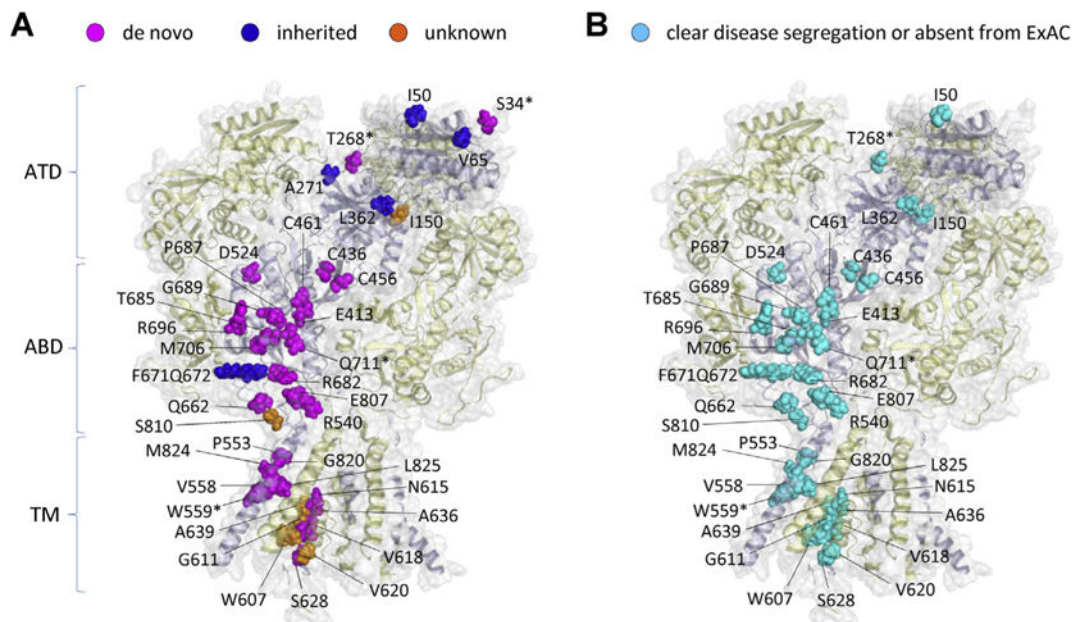 A de novo inherited unknown
B clear disease segregation or absent from ExAC
ATD
ABD
TM
I50
S34*
T268*
V65
A271
L362
I150
C461
P687
D524
C436
C456
G689
T685
E413
R696
M706
Q711*
F671Q672
R682
E807
Q662
S810
R540
P553
M824
G820
L825
V558
N615
W559*
A636
A639
G611
V618
V620
W607
S628
I50
T268*
L362
I150
C461
P687
D524
C436
C456
G689
T685
E413
R696
M706
Q711*
F671Q672
R682
E807
Q662
S810
R540
P553
M824
G820
L825
V558
N615
W559*
A636
A639
G611
V618
V620
W607
S628